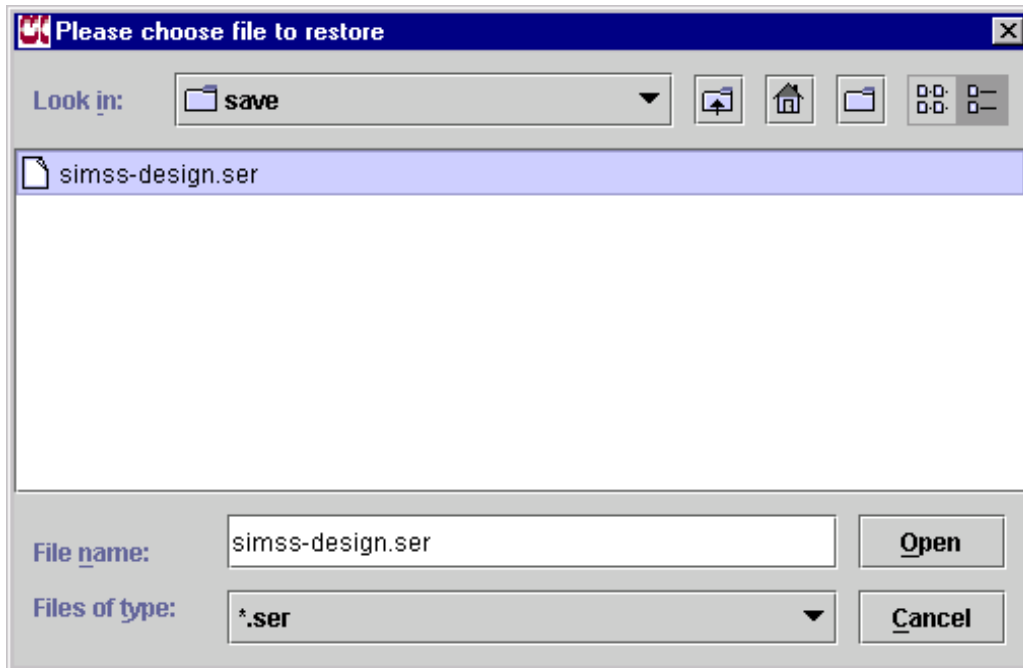 Please choose file to restore
Look in: save
simss-design.ser
File name: simss-design.ser Open
Files of type: *.ser Cancel